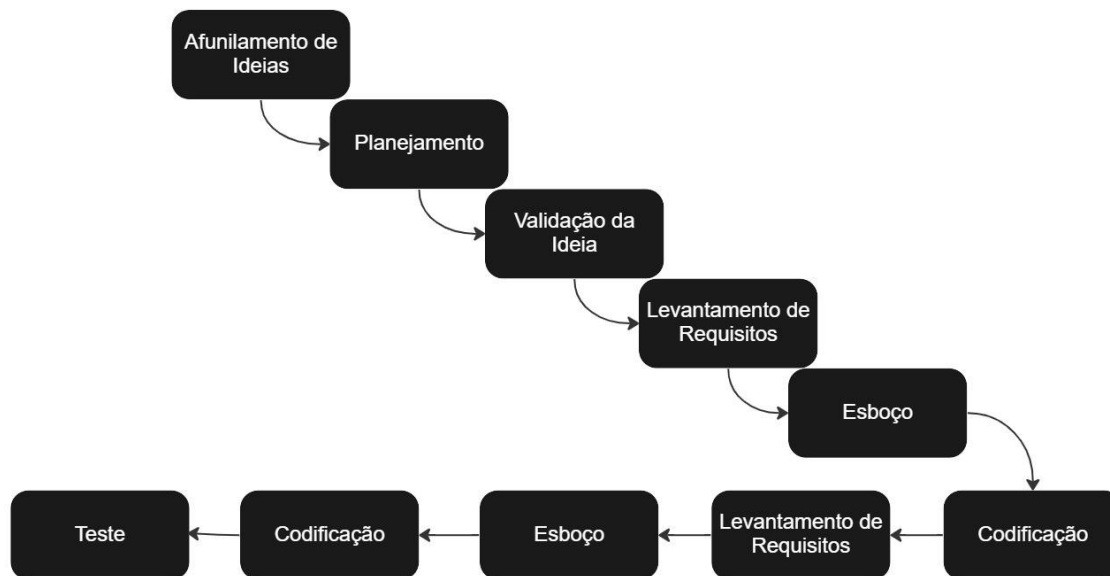 Afunilamento de
Ideias
Planejamento
Validação da
Ideia
Levantamento de
Requisitos
Esboço
Codificação
Levantamento de
Requisitos
Esboço
Codificação
Teste